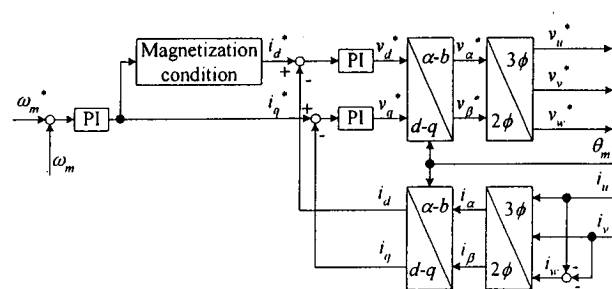 Magnetization condition
i_d^*
+
-
PI
v_d^*
α-b
d-q
v_α^*
3ϕ
2ϕ
v_u^*
v_v^*
v_w^*
ω_m^*
PI
i_q^*
+
-
PI
v_q^*
v_β^*
-
ω_m
θ_m
i_d
α-b
d-q
i_α
3ϕ
2ϕ
i_u
i_v
i_q
i_β
i_w
-
-